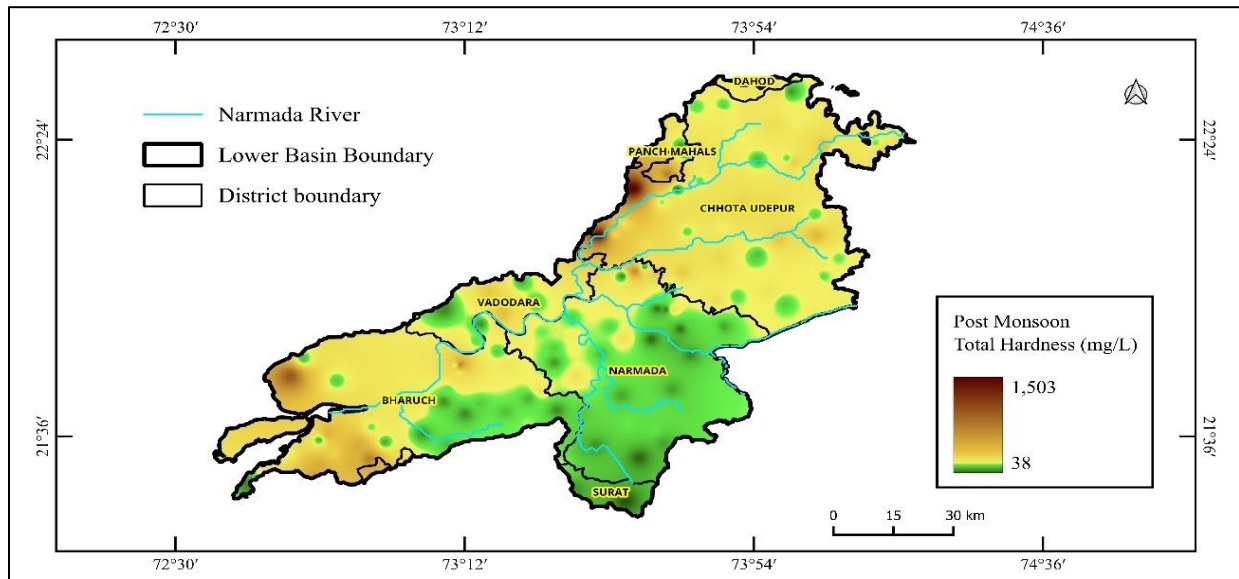 72°30′ 73°12′ 73°54′ 74°36′
22°24′
22°24′
21°36′
21°36′
Narmada River
Lower Basin Boundary
District boundary
DAHOD
PANCH MAHALS
CHHOTA UDEPUR
VADODARA
NARMADA
BHARUCH
SURAT
Post Monsoon
Total Hardness (mg/L)
1,503
38
0 15 30 km
72°30′ 73°12′ 73°54′ 74°36′